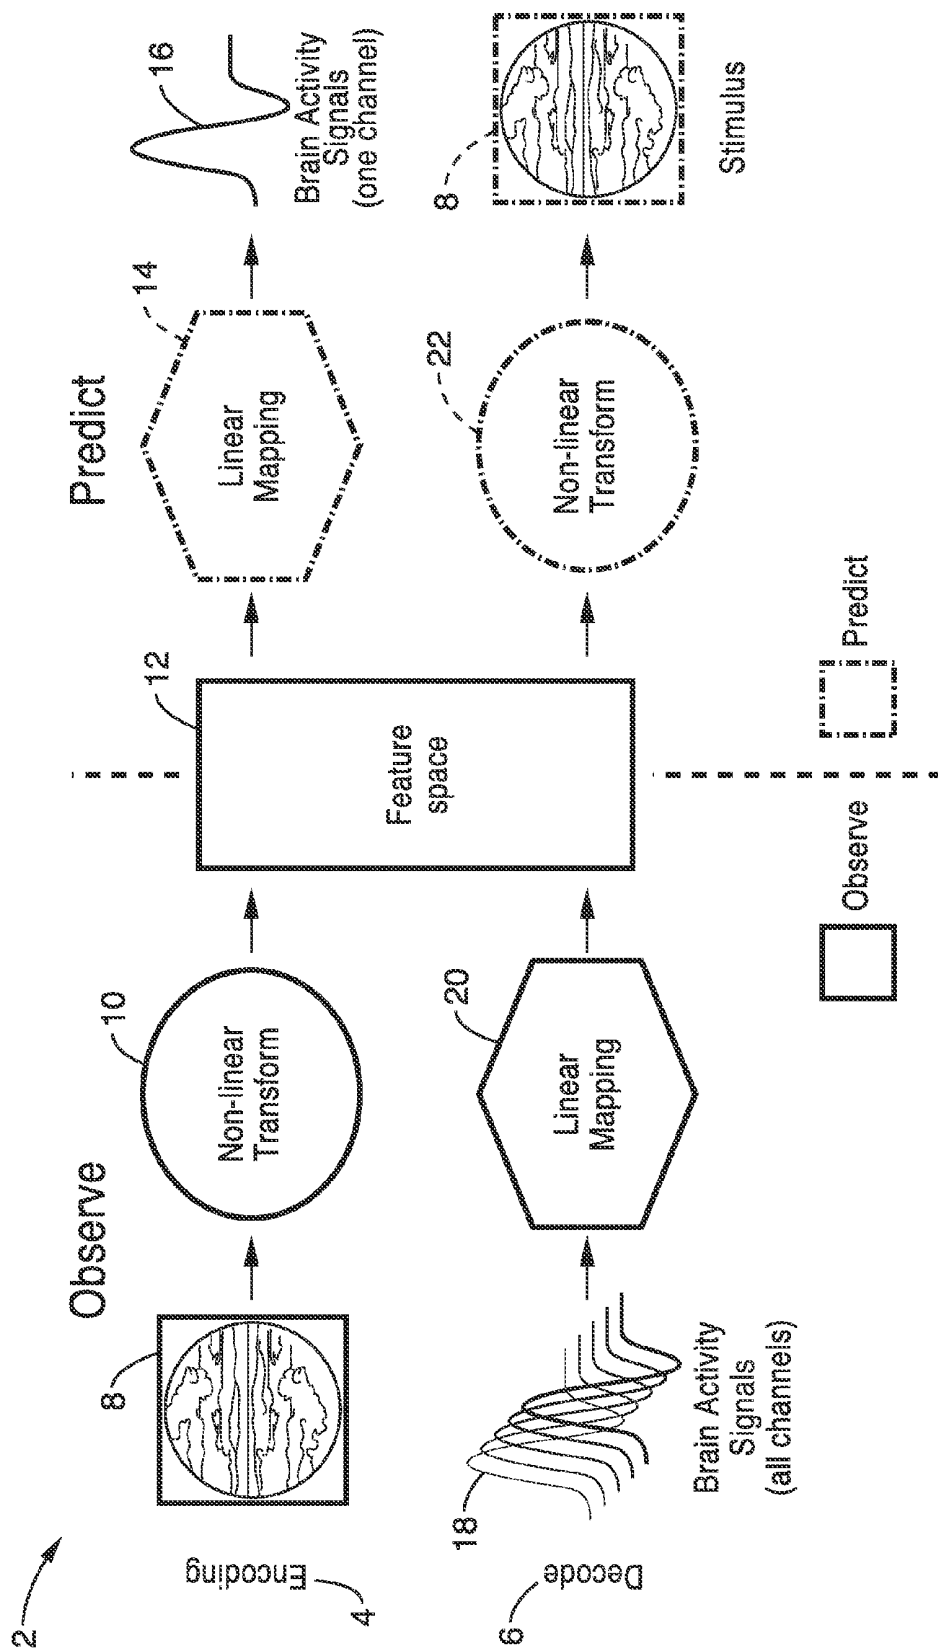 2
Observe
Predict
Encoding
4
8
10
Non-linear
Transform
12
Feature
space
14
Linear
Mapping
16
Brain Activity
Signals
(one channel)
Decode
6
18
Brain Activity
Signals
(all channels)
20
Linear
Mapping
22
Non-linear
Transform
8
Stimulus
Observe
Predict